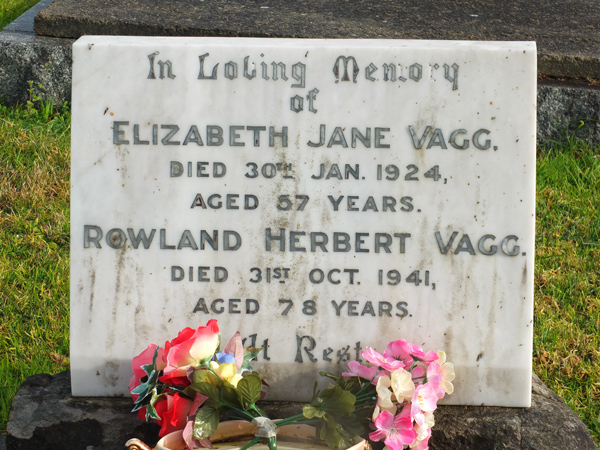 In Loving Memory
of
ELIZABETH JANE VAGG.
DIED 30TH JAN. 1924,
AGED 57 YEARS.
ROWLAND HERBERT VAGG.
DIED 31ST OCT. 1941,
AGED 78 YEARS.
At Rest